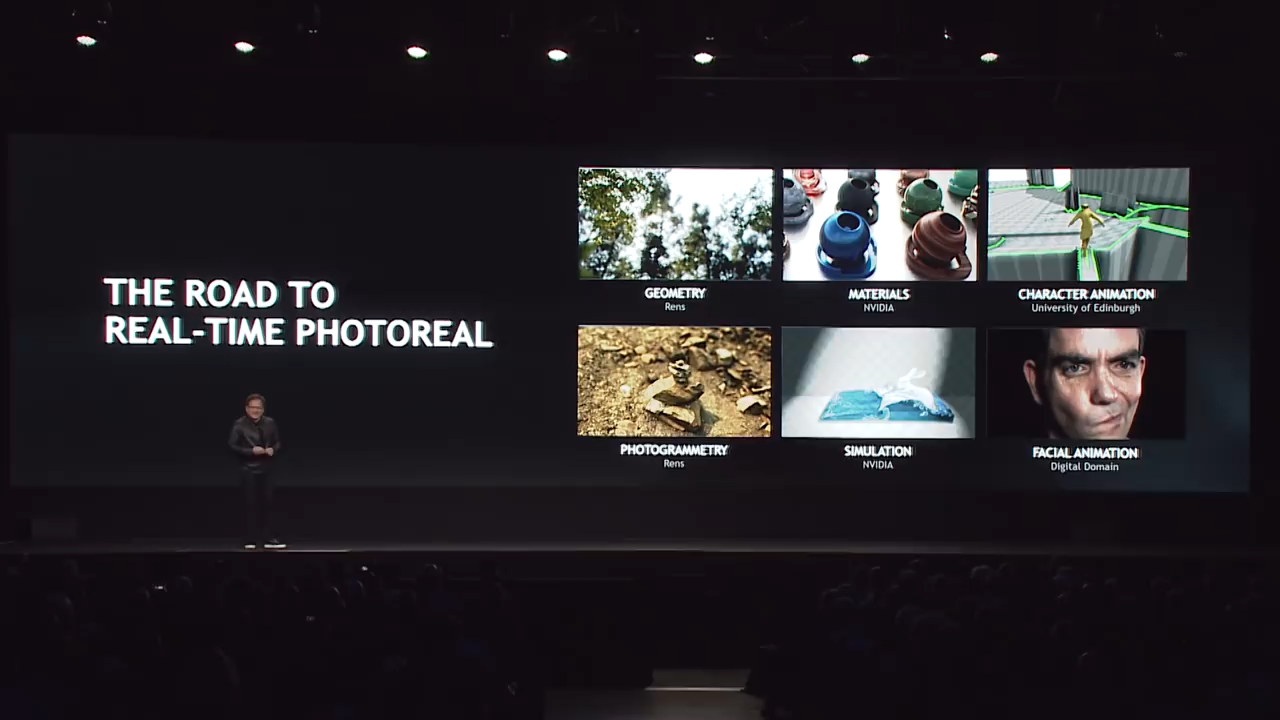 THE ROAD TO
REAL-TIME PHOTOREAL
GEOMETRY
Rens
MATERIALS
NVIDIA
CHARACTER ANIMATION
University of Edinburgh
PHOTOGRAMMETRY
Rens
SIMULATION
NVIDIA
FACIAL ANIMATION
Digital Domain